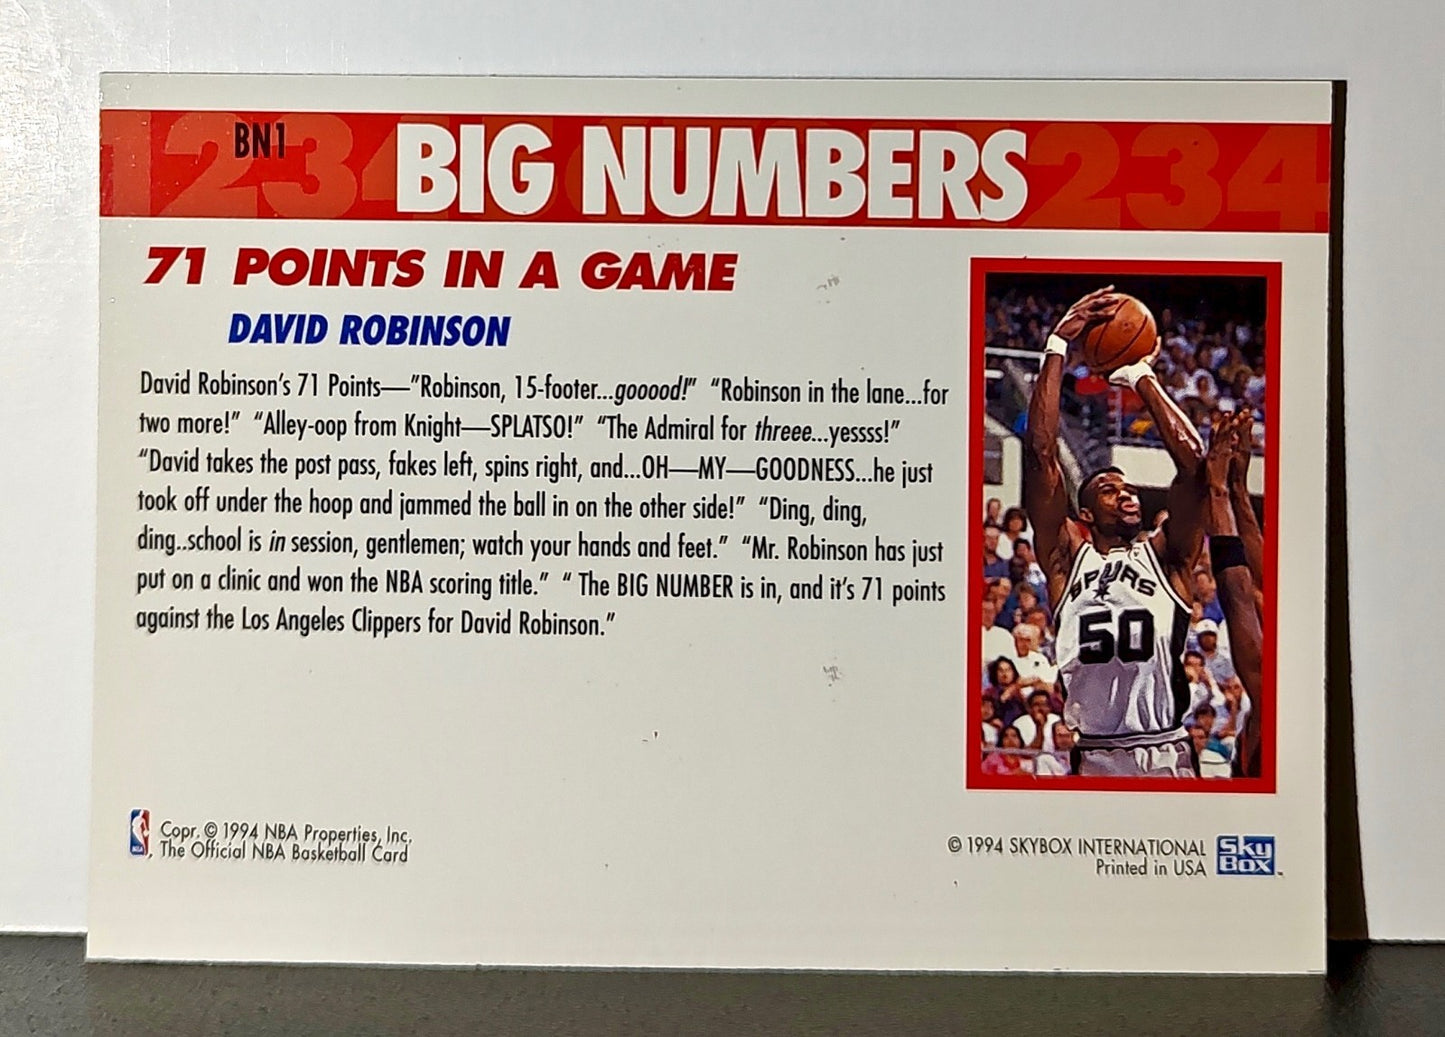 1234 1234
BN1 BIG NUMBERS
71 POINTS IN A GAME
DAVID ROBINSON
David Robinson's 71 Points—"Robinson, 15-footer...gooood!" "Robinson in the lane...for
two more!" "Alley-oop from Knight—SPLATSO!" "The Admiral for threee...yessss!"
"David takes the post pass, fakes left, spins right, and...OH—MY—GOODNESS...he just
took off under the hoop and jammed the ball in on the other side!" "Ding, ding,
ding..school is in session, gentlemen; watch your hands and feet." "Mr. Robinson has just
put on a clinic and won the NBA scoring title." " The BIG NUMBER is in, and it's 71 points
against the Los Angeles Clippers for David Robinson."
SPURS
50
NBA
Copr. © 1994 NBA Properties, Inc.
The Official NBA Basketball Card
© 1994 SKYBOX INTERNATIONAL
Printed in USA
Sky
Box